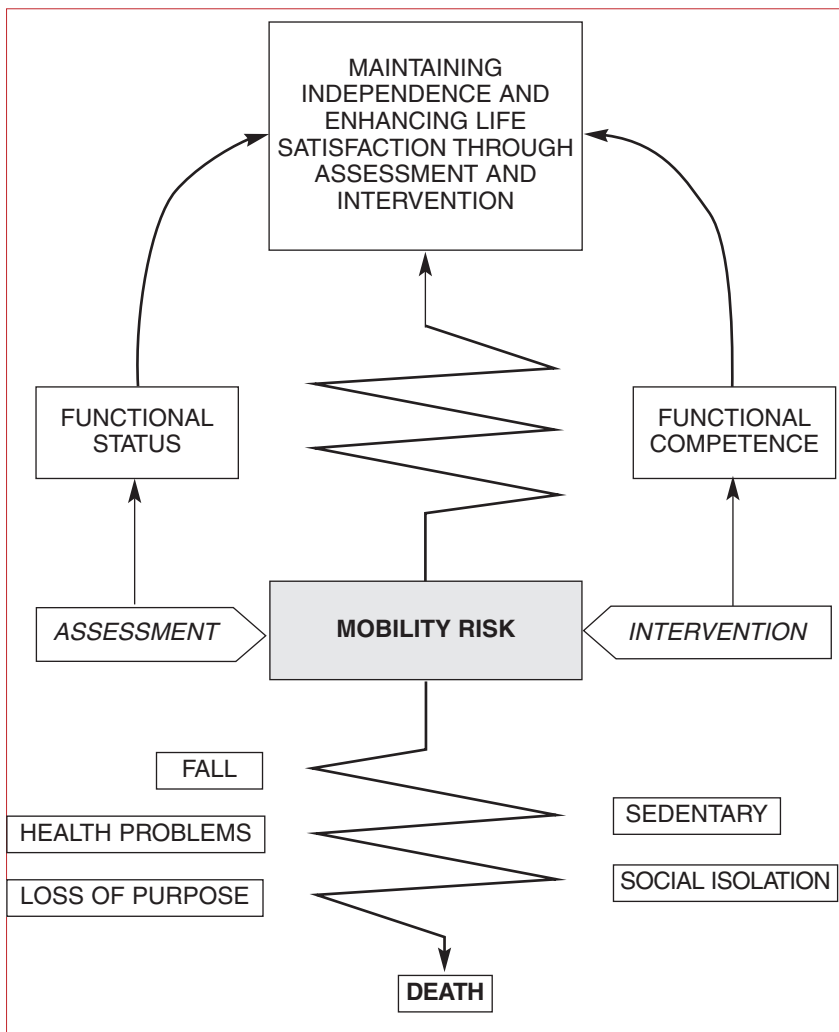 MAINTAINING
INDEPENDENCE AND
ENHANCING LIFE
SATISFACTION THROUGH
ASSESSMENT AND
INTERVENTION
FUNCTIONAL
STATUS
FUNCTIONAL
COMPETENCE
ASSESSMENT
MOBILITY RISK
INTERVENTION
FALL
SEDENTARY
HEALTH PROBLEMS
SOCIAL ISOLATION
LOSS OF PURPOSE
DEATH